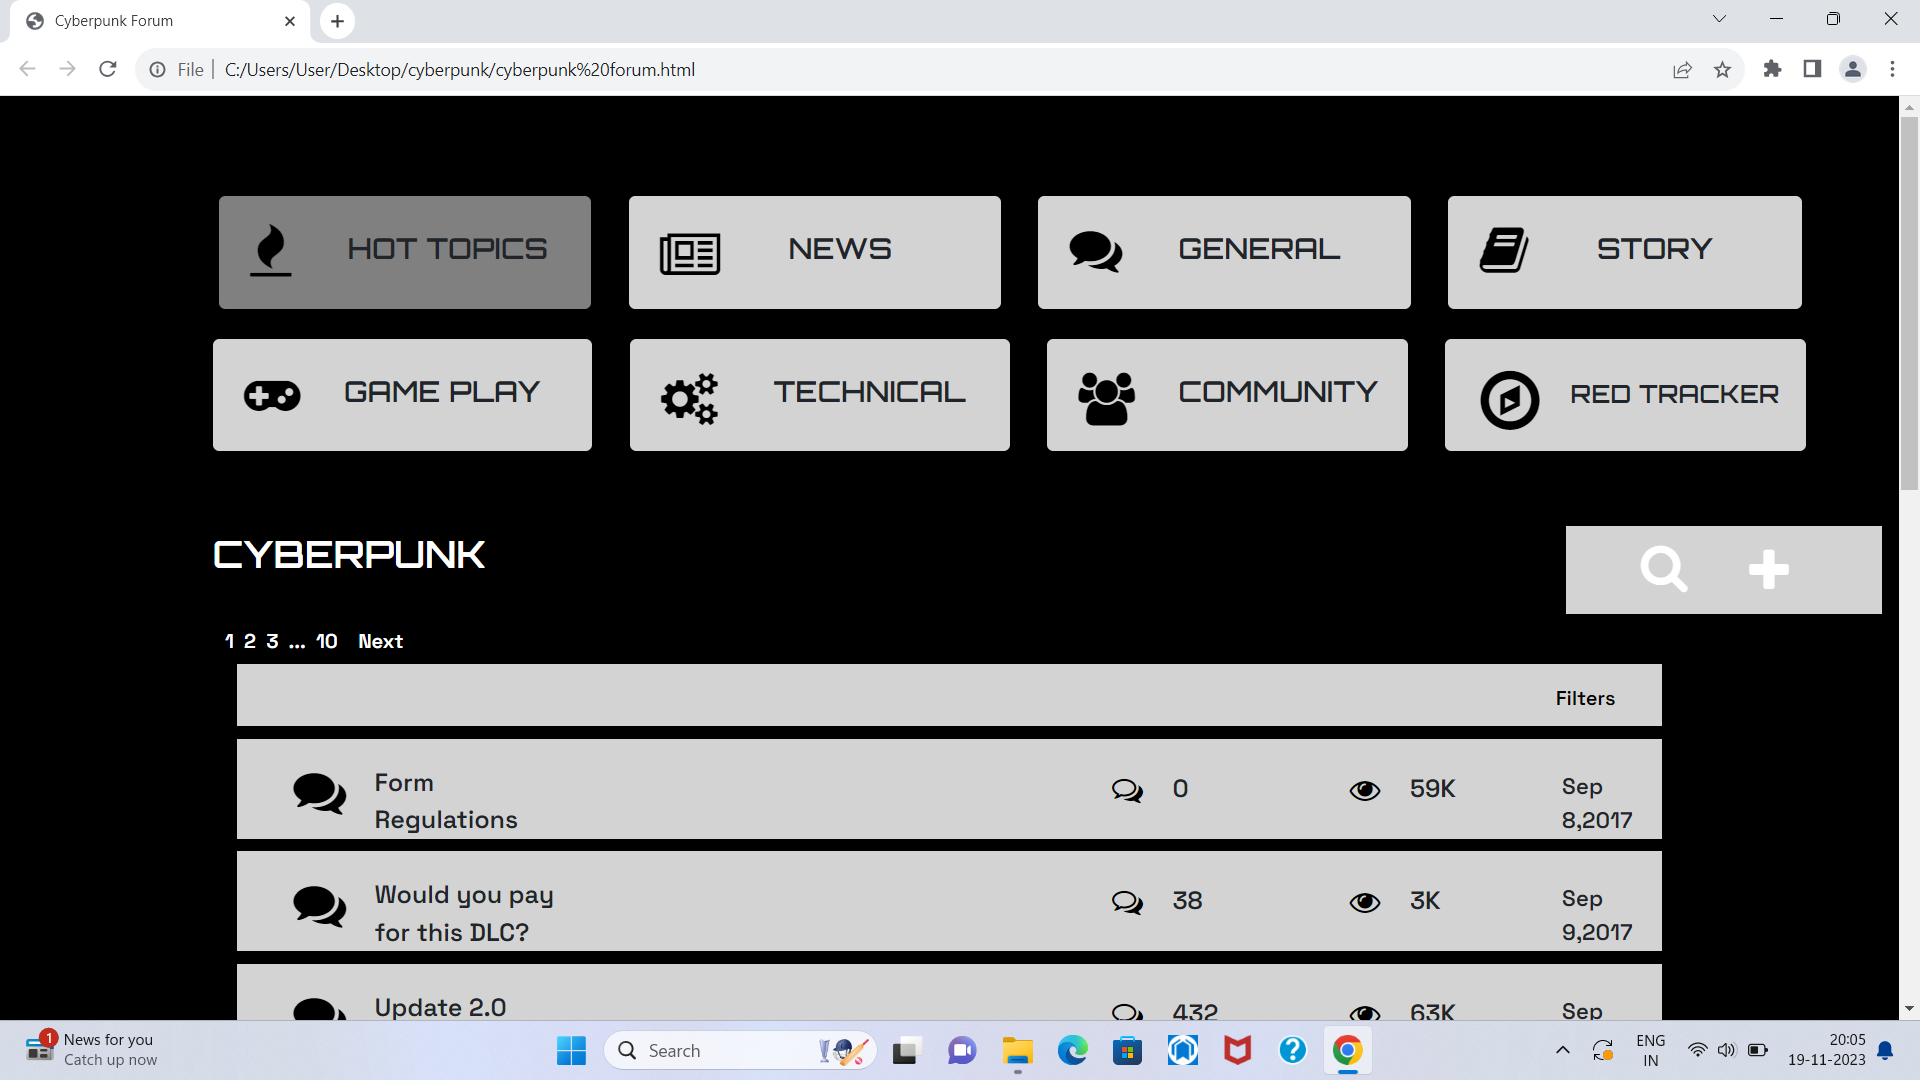 Cyberpunk Forum
File
C:/Users/User/Desktop/cyberpunk/cyberpunk%20forum.html
HOT TOPICS
NEWS
GENERAL
STORY
GAME PLAY
TECHNICAL
COMMUNITY
RED TRACKER
CYBERPUNK
1 2 3 ... 10 Next
Filters
Form
Regulations
0
59K
Sep
8,2017
Would you pay
for this DLC?
38
3K
Sep
9,2017
Update 2.0
432
63K
Sep
1
News for you
Catch up now
Search
ENG
IN
20:05
19-11-2023